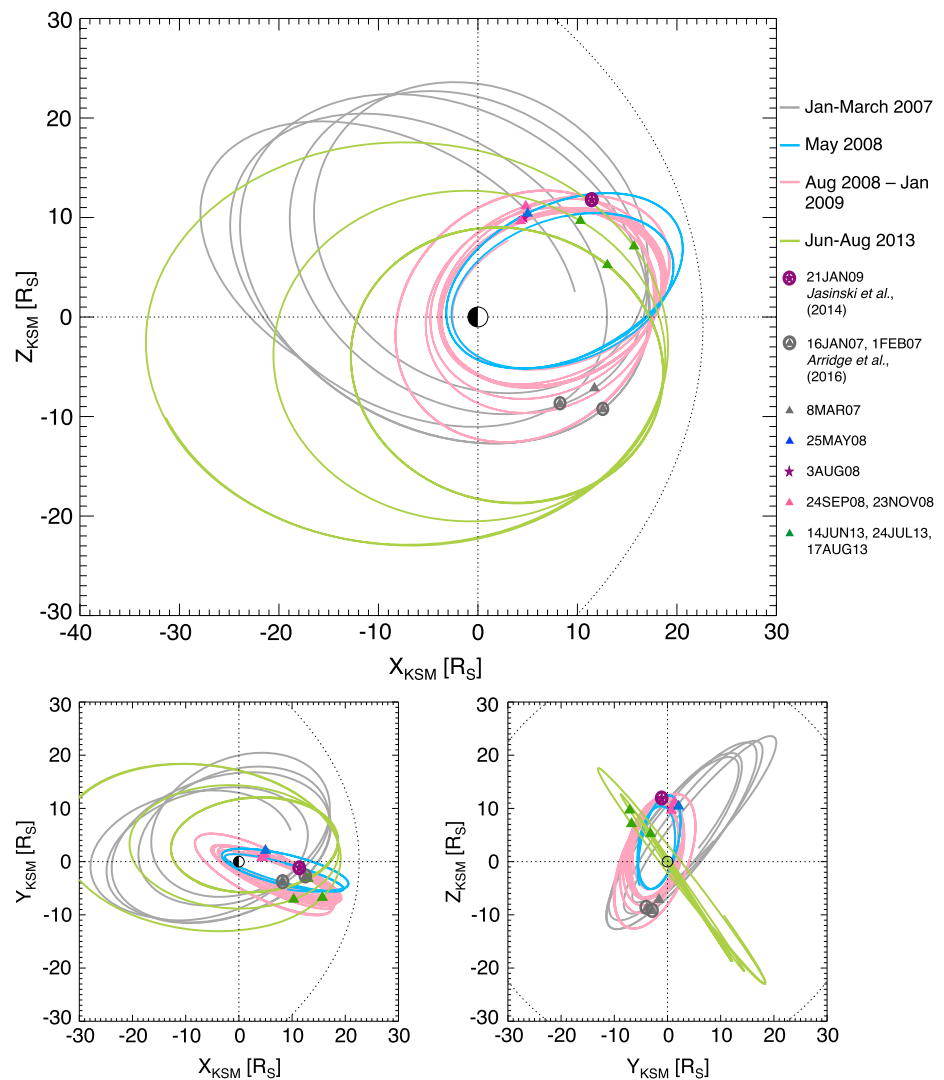 30
20
10
0
-10
-20
-30
Z_KSM [R_S]
-40
-30
-20
-10
0
10
20
30
X_KSM [R_S]
Jan-March 2007
May 2008
Aug 2008 – Jan
2009
Jun-Aug 2013
21JAN09
Jasinski et al.,
(2014)
16JAN07, 1FEB07
Arridge et al.,
(2016)
8MAR07
25MAY08
3AUG08
24SEP08, 23NOV08
14JUN13, 24JUL13,
17AUG13
30
20
10
0
-10
-20
-30
Y_KSM [R_S]
-30
-20
-10
0
10
20
30
X_KSM [R_S]
30
20
10
0
-10
-20
-30
Z_KSM [R_S]
-30
-20
-10
0
10
20
30
Y_KSM [R_S]